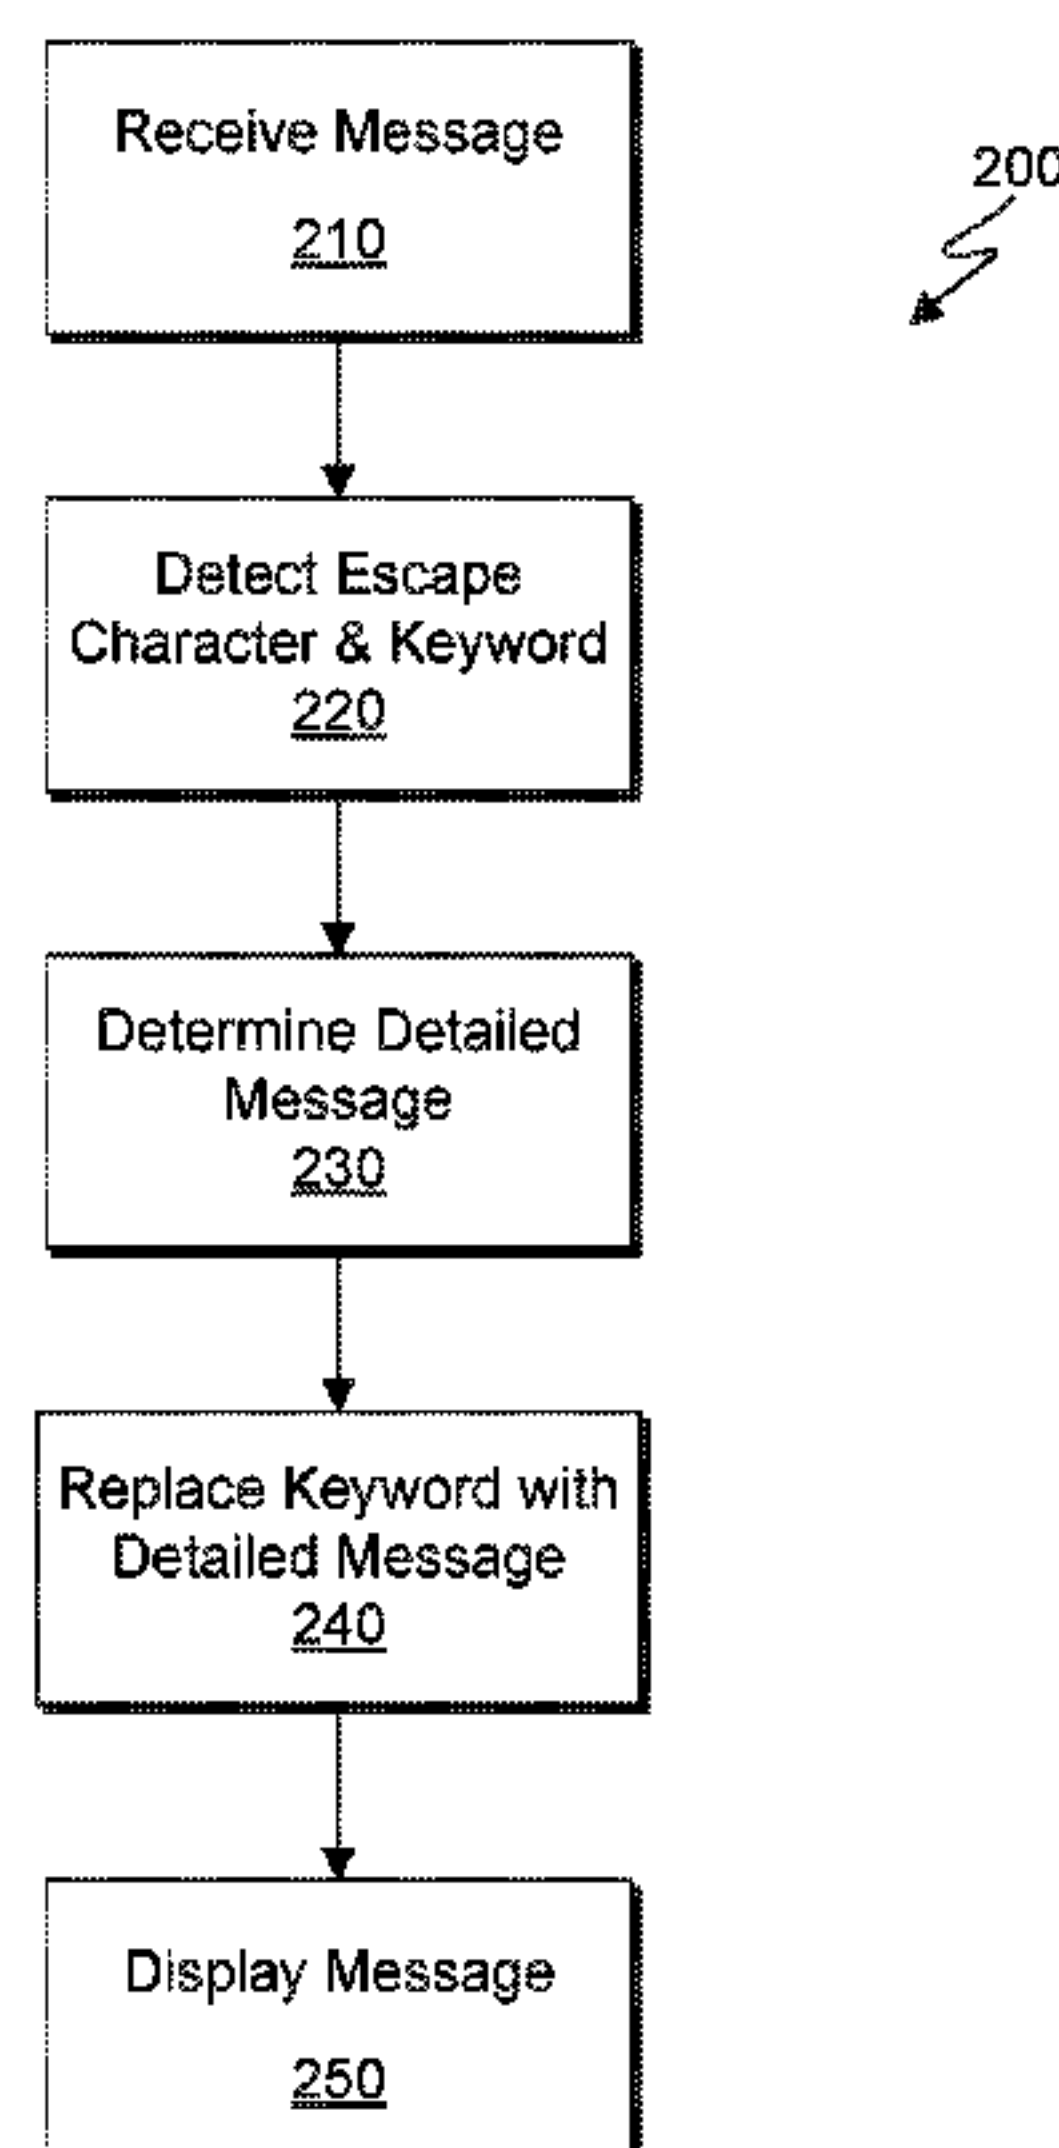 Receive Message
210
200
Detect Escape
Character & Keyword
220
Determine Detailed
Message
230
Replace Keyword with
Detailed Message
240
Display Message
250